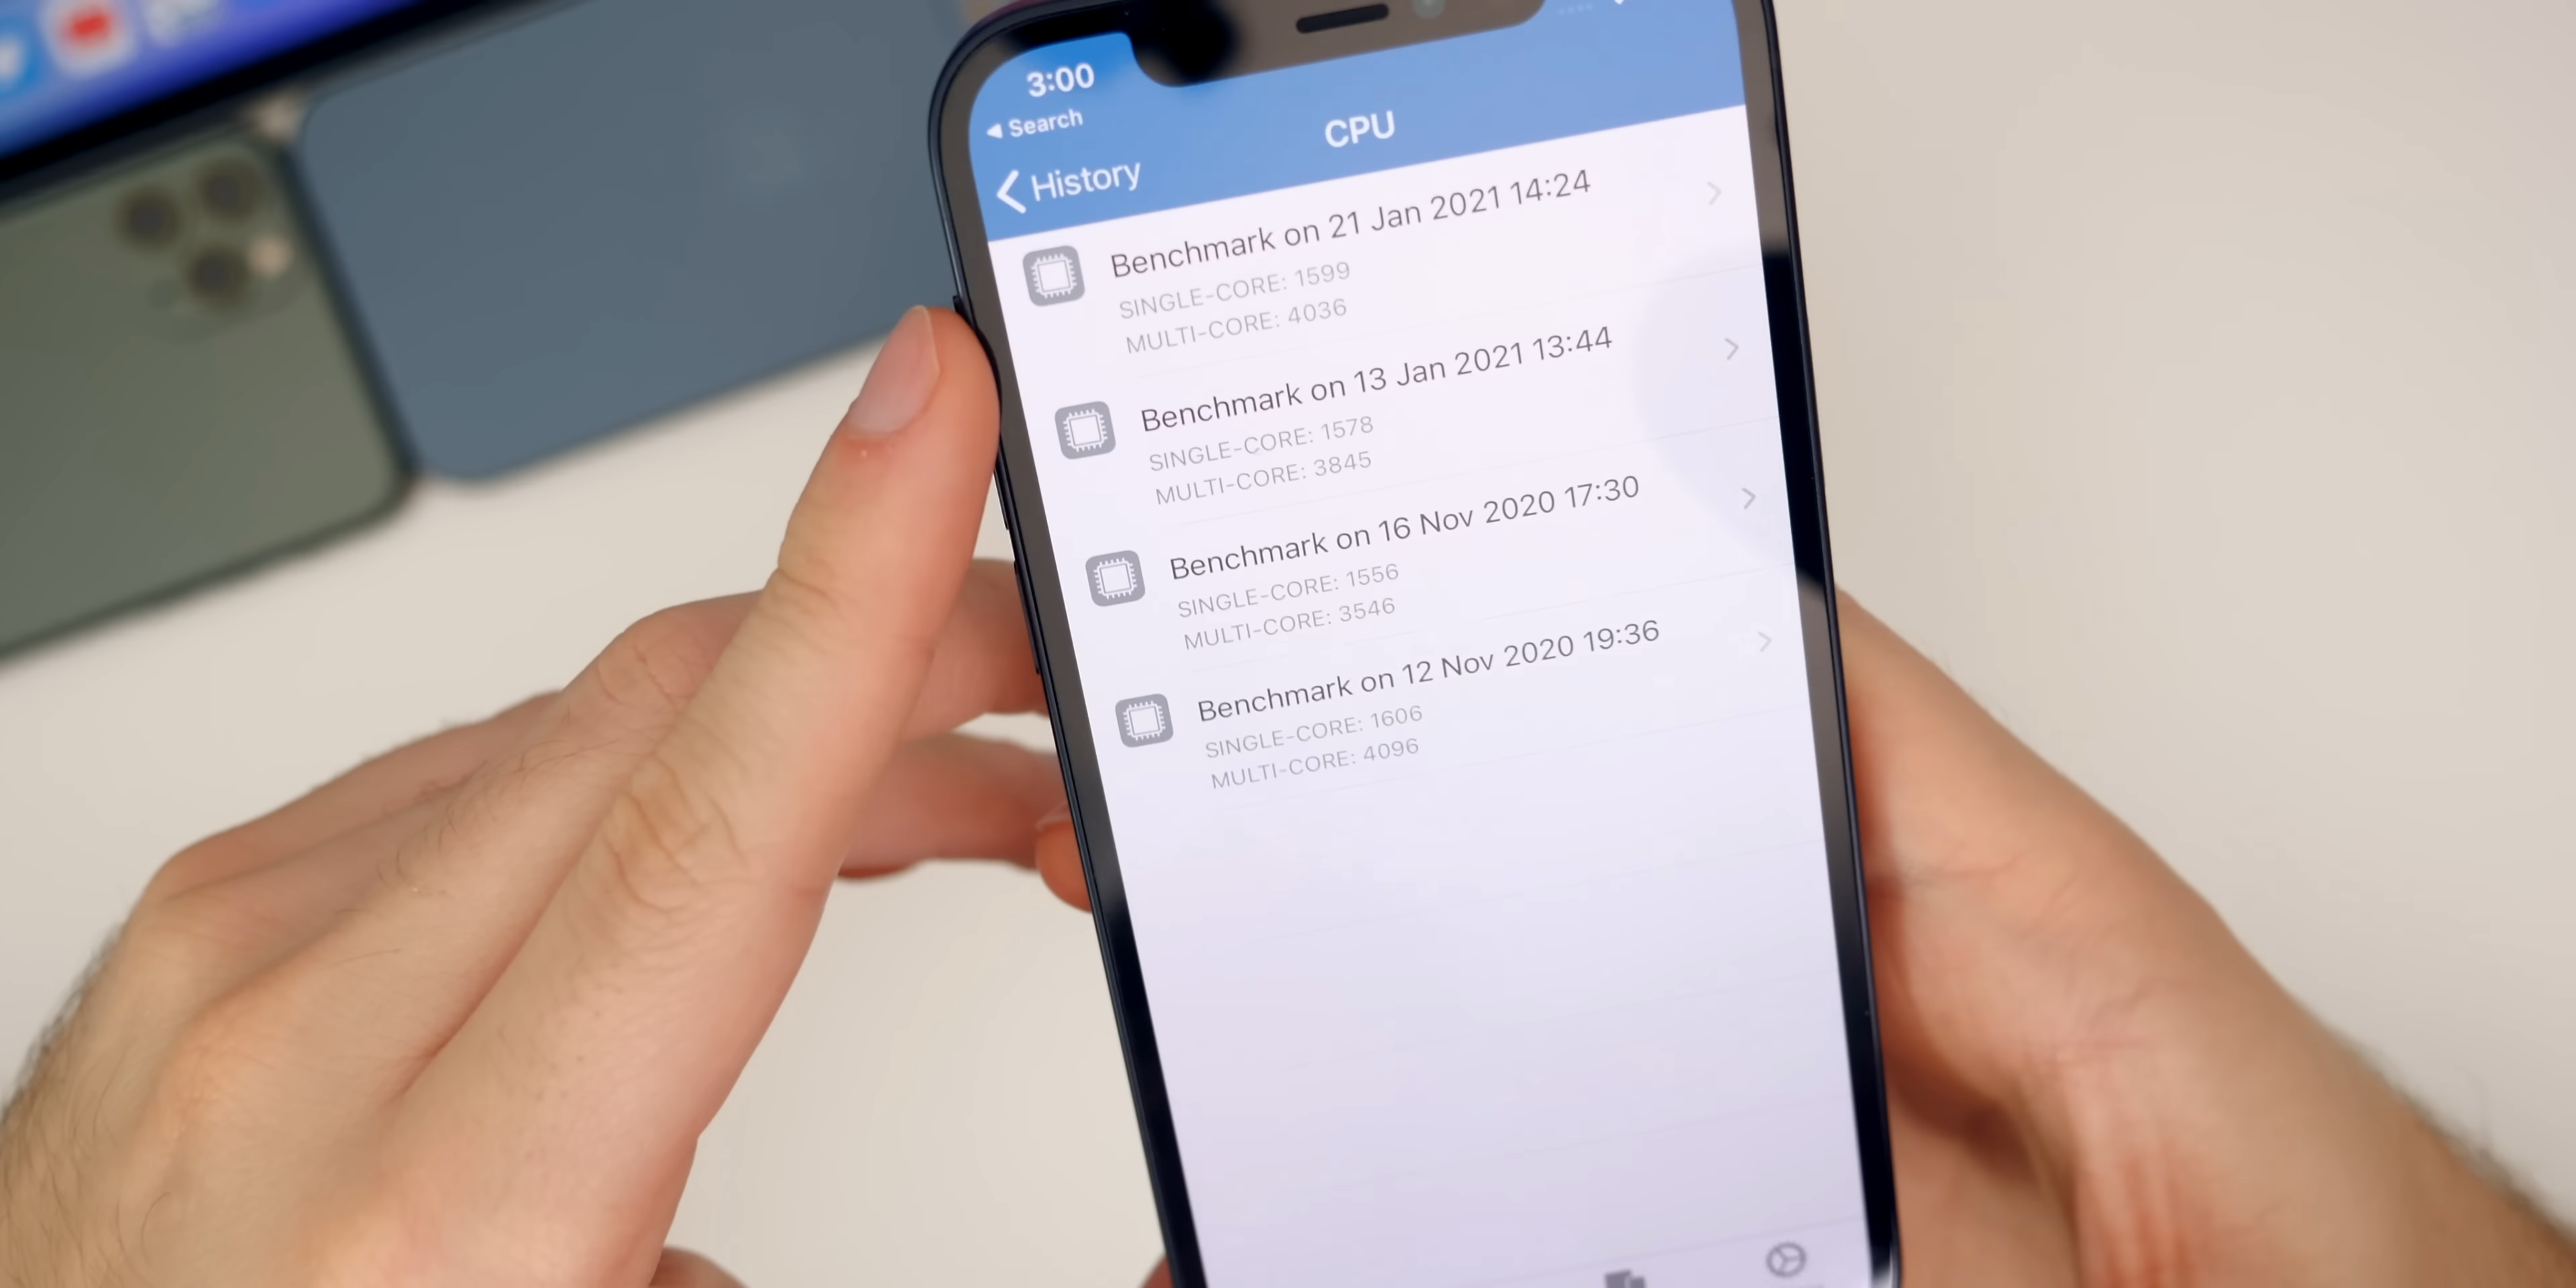 3:00
Search
History
CPU
Benchmark on 21 Jan 2021 14:24
SINGLE-CORE: 1599
MULTI-CORE: 4036
Benchmark on 13 Jan 2021 13:44
SINGLE-CORE: 1578
MULTI-CORE: 3845
Benchmark on 16 Nov 2020 17:30
SINGLE-CORE: 1556
MULTI-CORE: 3546
Benchmark on 12 Nov 2020 19:36
SINGLE-CORE: 1606
MULTI-CORE: 4096